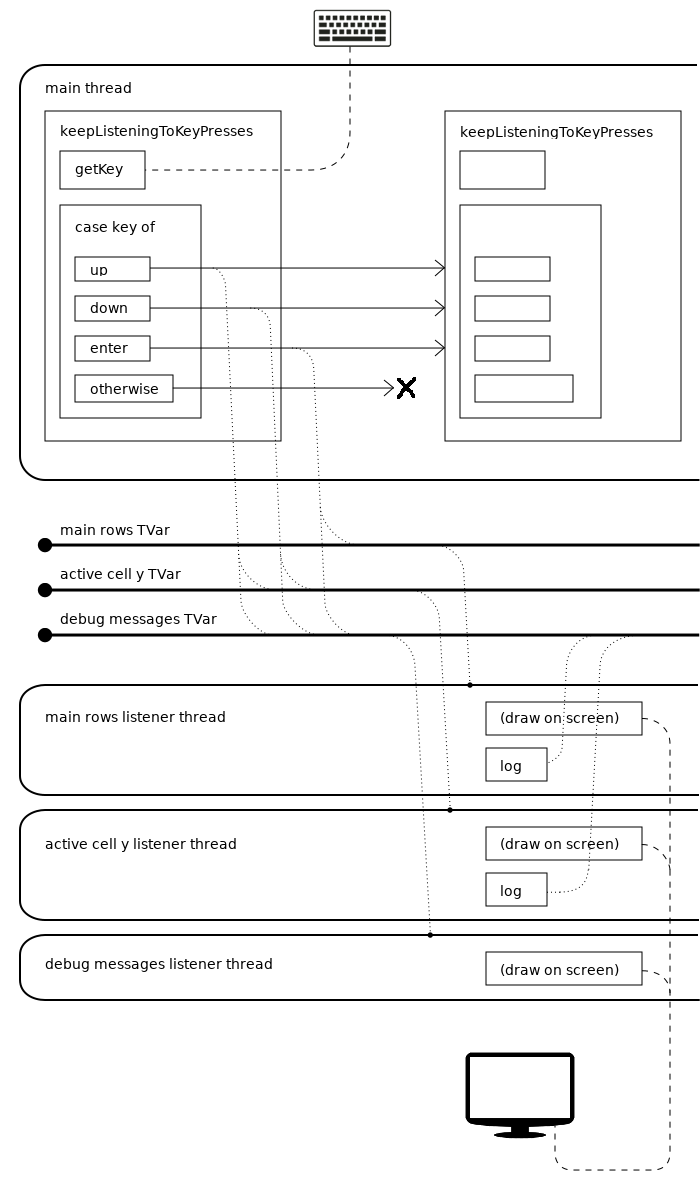 main thread
keepListeningToKeyPresses
keepListeningToKeyPresses
getKey
case key of
up
down
enter
otherwise
main rows TVar
active cell y TVar
debug messages TVar
main rows listener thread
(draw on screen)
log
active cell y listener thread
(draw on screen)
log
debug messages listener thread
(draw on screen)